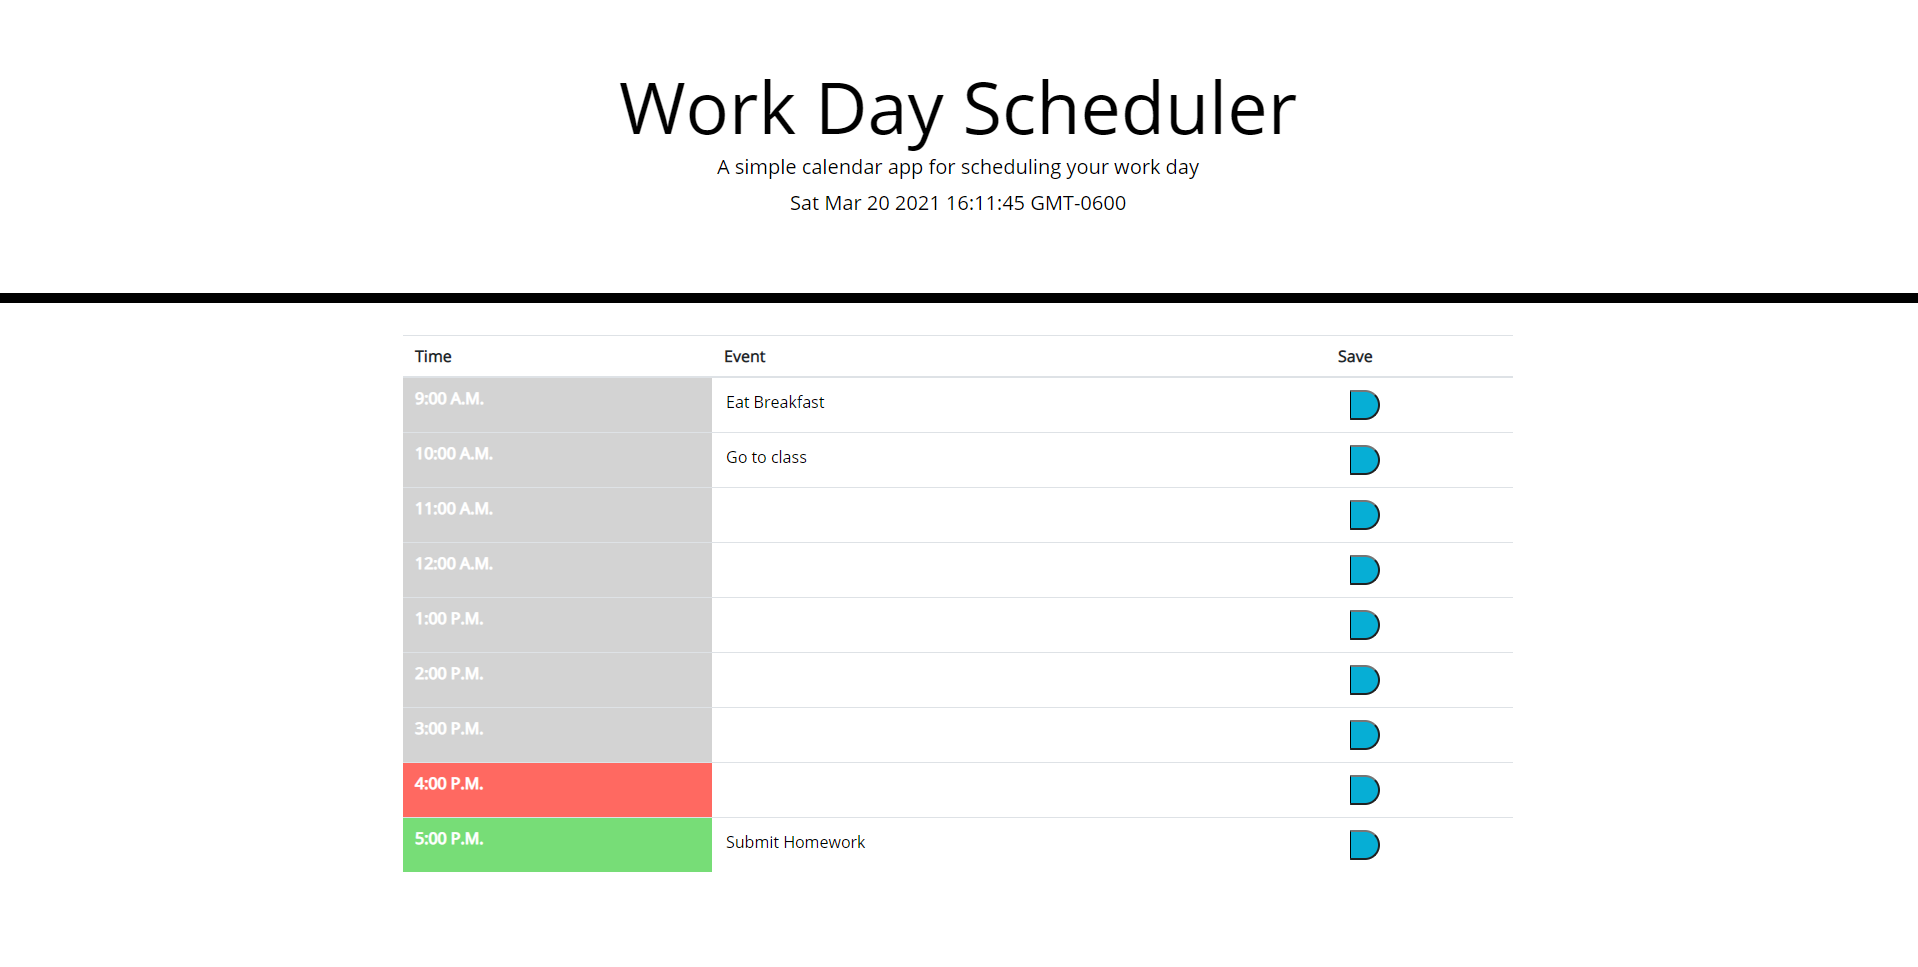 Work Day Scheduler
A simple calendar app for scheduling your work day
Sat Mar 20 2021 16:11:45 GMT-0600
Time Event Save
9:00 A.M. Eat Breakfast
10:00 A.M. Go to class
11:00 A.M.
12:00 A.M.
1:00 P.M.
2:00 P.M.
3:00 P.M.
4:00 P.M.
5:00 P.M. Submit Homework